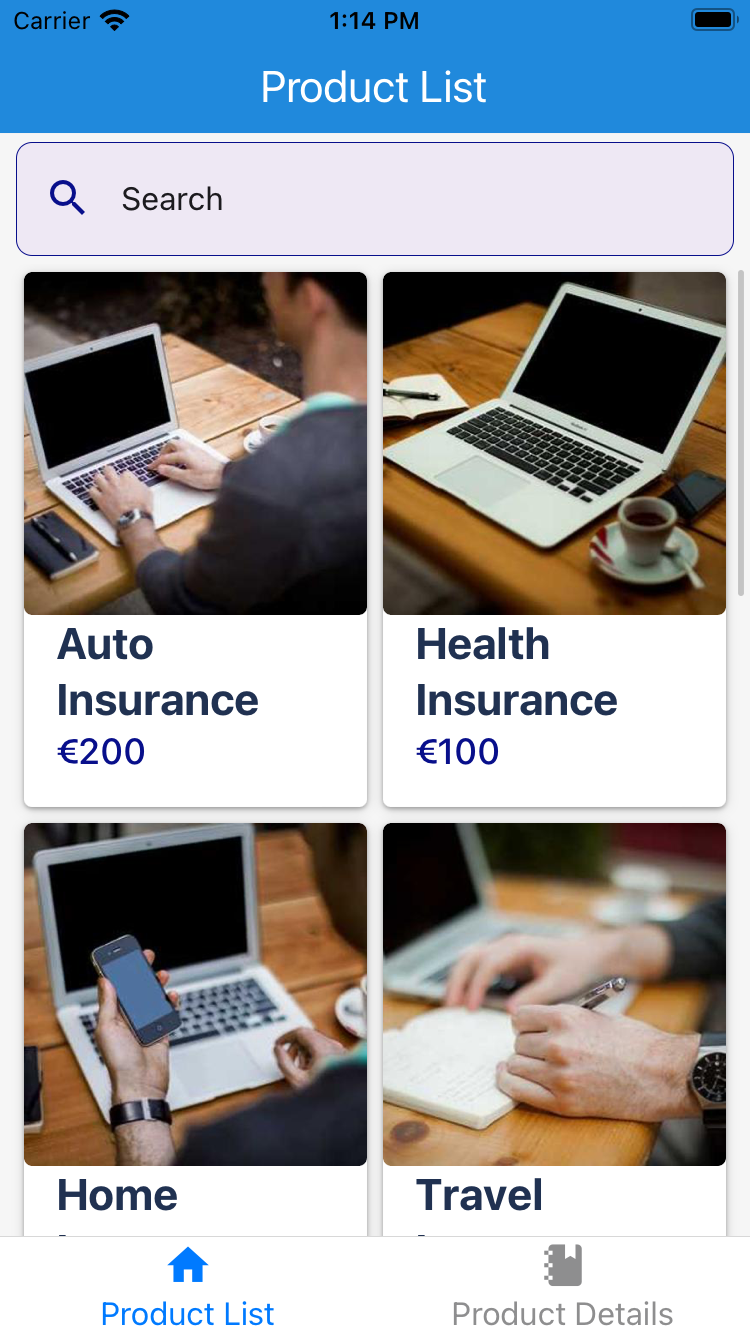 Carrier
1:14 PM
Product List
Search
Auto
Insurance
€200
Health
Insurance
€100
Home
Travel
Product List
Product Details